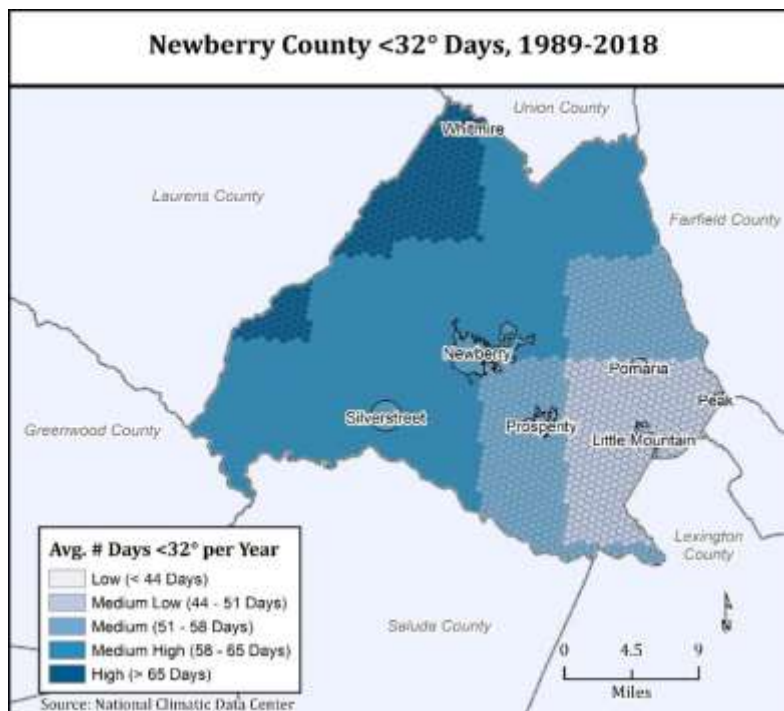 Newberry County <32° Days, 1989-2018
Union County
Whitmire
Laurens County
Fairfield County
Newberry
Pomaria
Peak
Silverstreet
Prosperity
Little Mountain
Greenwood County
Lexington
County
Saluda County
Avg. # Days <32° per Year
Low (< 44 Days)
Medium Low (44 - 51 Days)
Medium (51 - 58 Days)
Medium High (58 - 65 Days)
High (> 65 Days)
Source: National Climatic Data Center
N
0 4.5 9
Miles